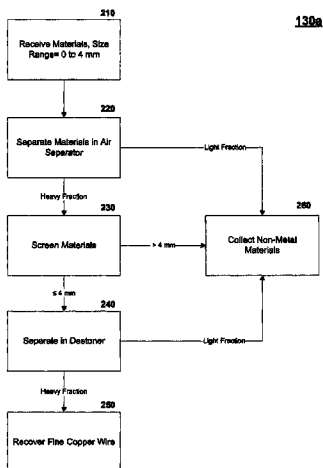 210
130a
Receive Materials, Size
Range= 0 to 4 mm
220
Separate Materials in Air
Separator
Light Fraction
Heavy Fraction
230
Screen Materials
> 4 mm
260
Collect Non-Metal
Materials
≤ 4 mm
240
Separate in Destoner
Light Fraction
Heavy Fraction
250
Recover Fine Copper Wire